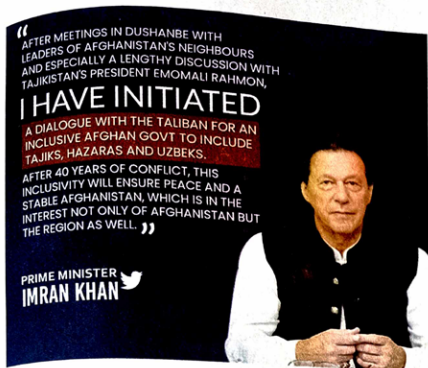 “
AFTER MEETINGS IN DUSHANBE WITH
LEADERS OF AFGHANISTAN'S NEIGHBOURS
AND ESPECIALLY A LENGTHY DISCUSSION WITH
TAJIKISTAN'S PRESIDENT EMOMALI RAHMON,
I HAVE INITIATED
A DIALOGUE WITH THE TALIBAN FOR AN
INCLUSIVE AFGHAN GOVT TO INCLUDE
TAJIKS, HAZARAS AND UZBEKS.
AFTER 40 YEARS OF CONFLICT, THIS
INCLUSIVITY WILL ENSURE PEACE AND A
STABLE AFGHANISTAN, WHICH IS IN THE
INTEREST NOT ONLY OF AFGHANISTAN BUT
THE REGION AS WELL. ”
PRIME MINISTER
IMRAN KHAN